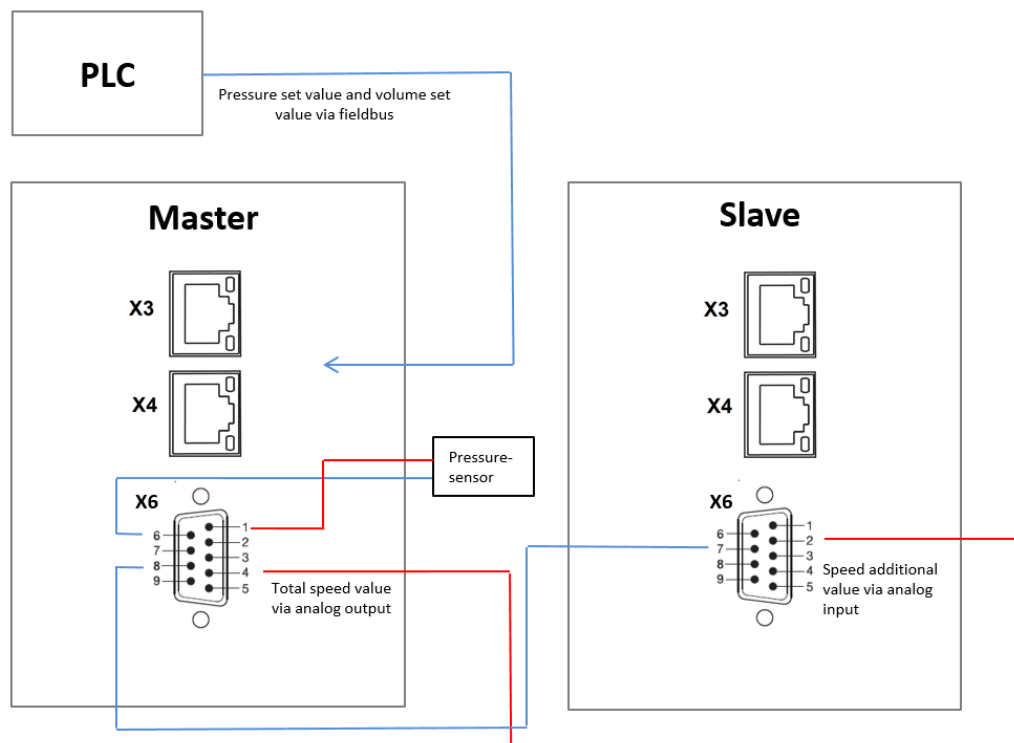 PLC
Pressure set value and volume set
value via fieldbus
Master
X3
X4
Pressure-
sensor
X6
1
2
3
4
5
6
7
8
9
Total speed value
via analog output
Slave
X3
X4
X6
1
2
3
4
5
6
7
8
9
Speed additional
value via analog
input